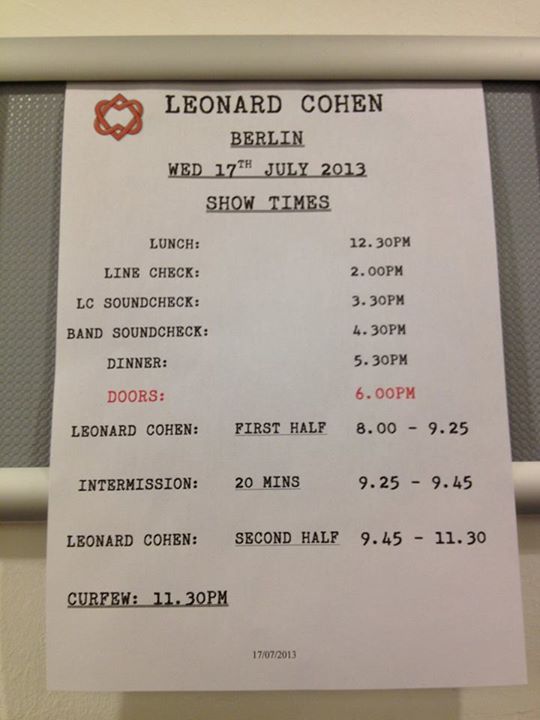 LEONARD COHEN
BERLIN
WED 17TH JULY 2013
SHOW TIMES
LUNCH: 12.30PM
LINE CHECK: 2.00PM
LC SOUNDCHECK: 3.30PM
BAND SOUNDCHECK: 4.30PM
DINNER: 5.30PM
DOORS: 6.00PM
LEONARD COHEN: FIRST HALF 8.00 - 9.25
INTERMISSION: 20 MINS 9.25 - 9.45
LEONARD COHEN: SECOND HALF 9.45 - 11.30
CURFEW: 11.30PM
17/07/2013